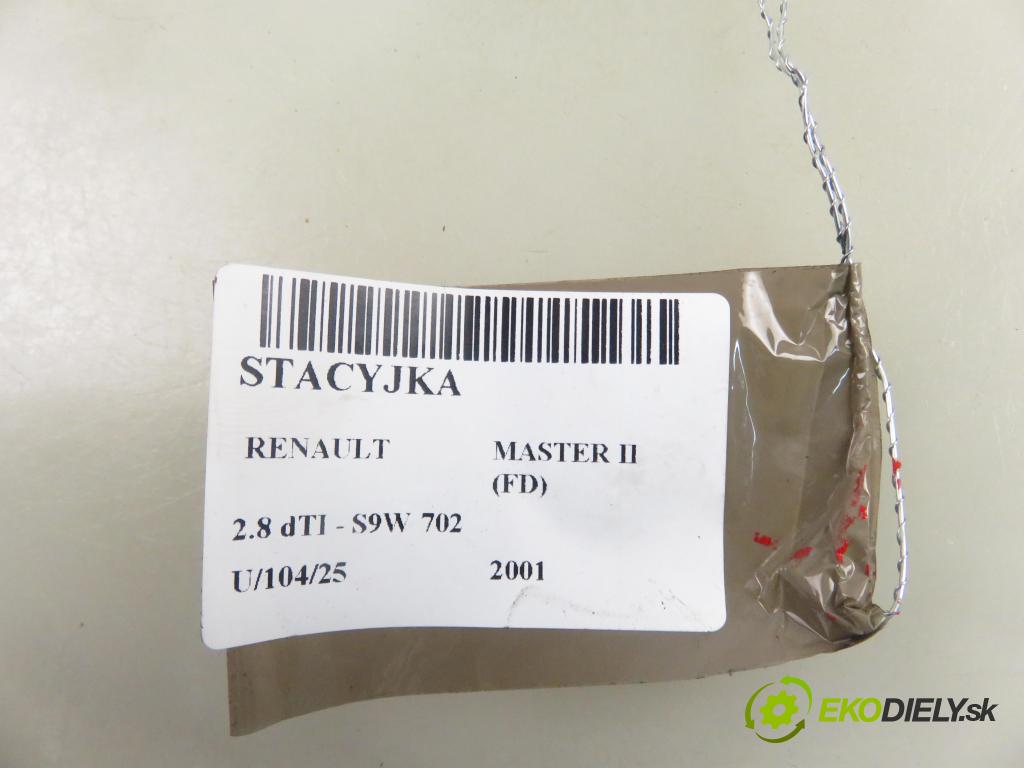 STACYJKA
RENAULT MASTER II
(FD)
2.8 dTI - S9W 702
U/104/25 2001
EKODIELY.sk